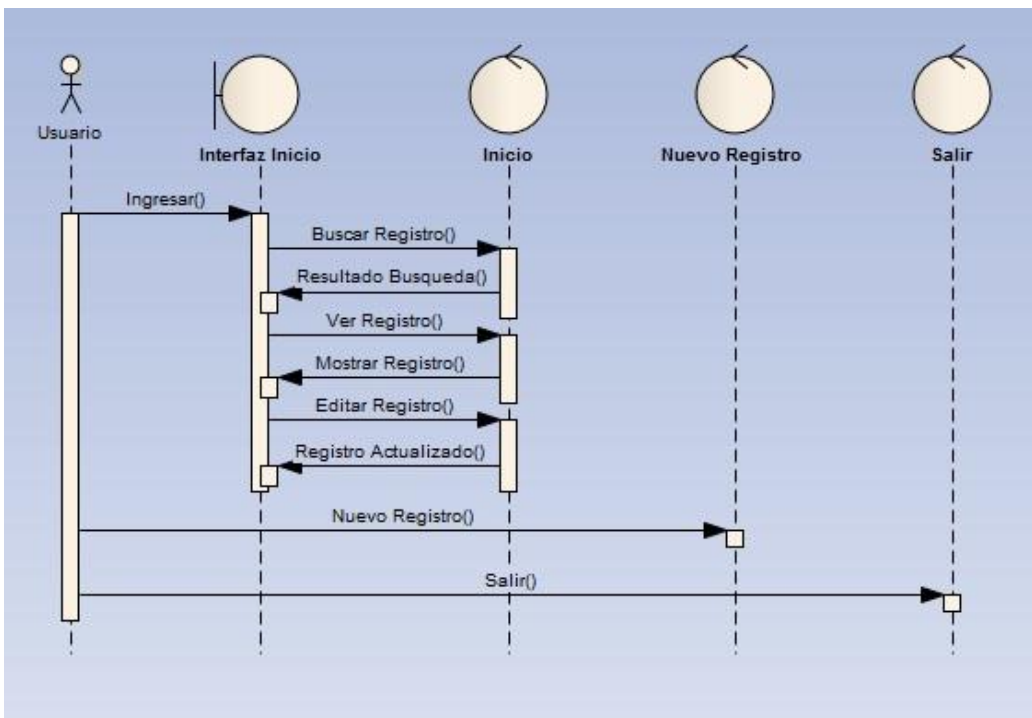 Usuario
Interfaz Inicio
Inicio
Nuevo Registro
Salir
Ingresar()
Buscar Registro()
Resultado Busqueda()
Ver Registro()
Mostrar Registro()
Editar Registro()
Registro Actualizado()
Nuevo Registro()
Salir()